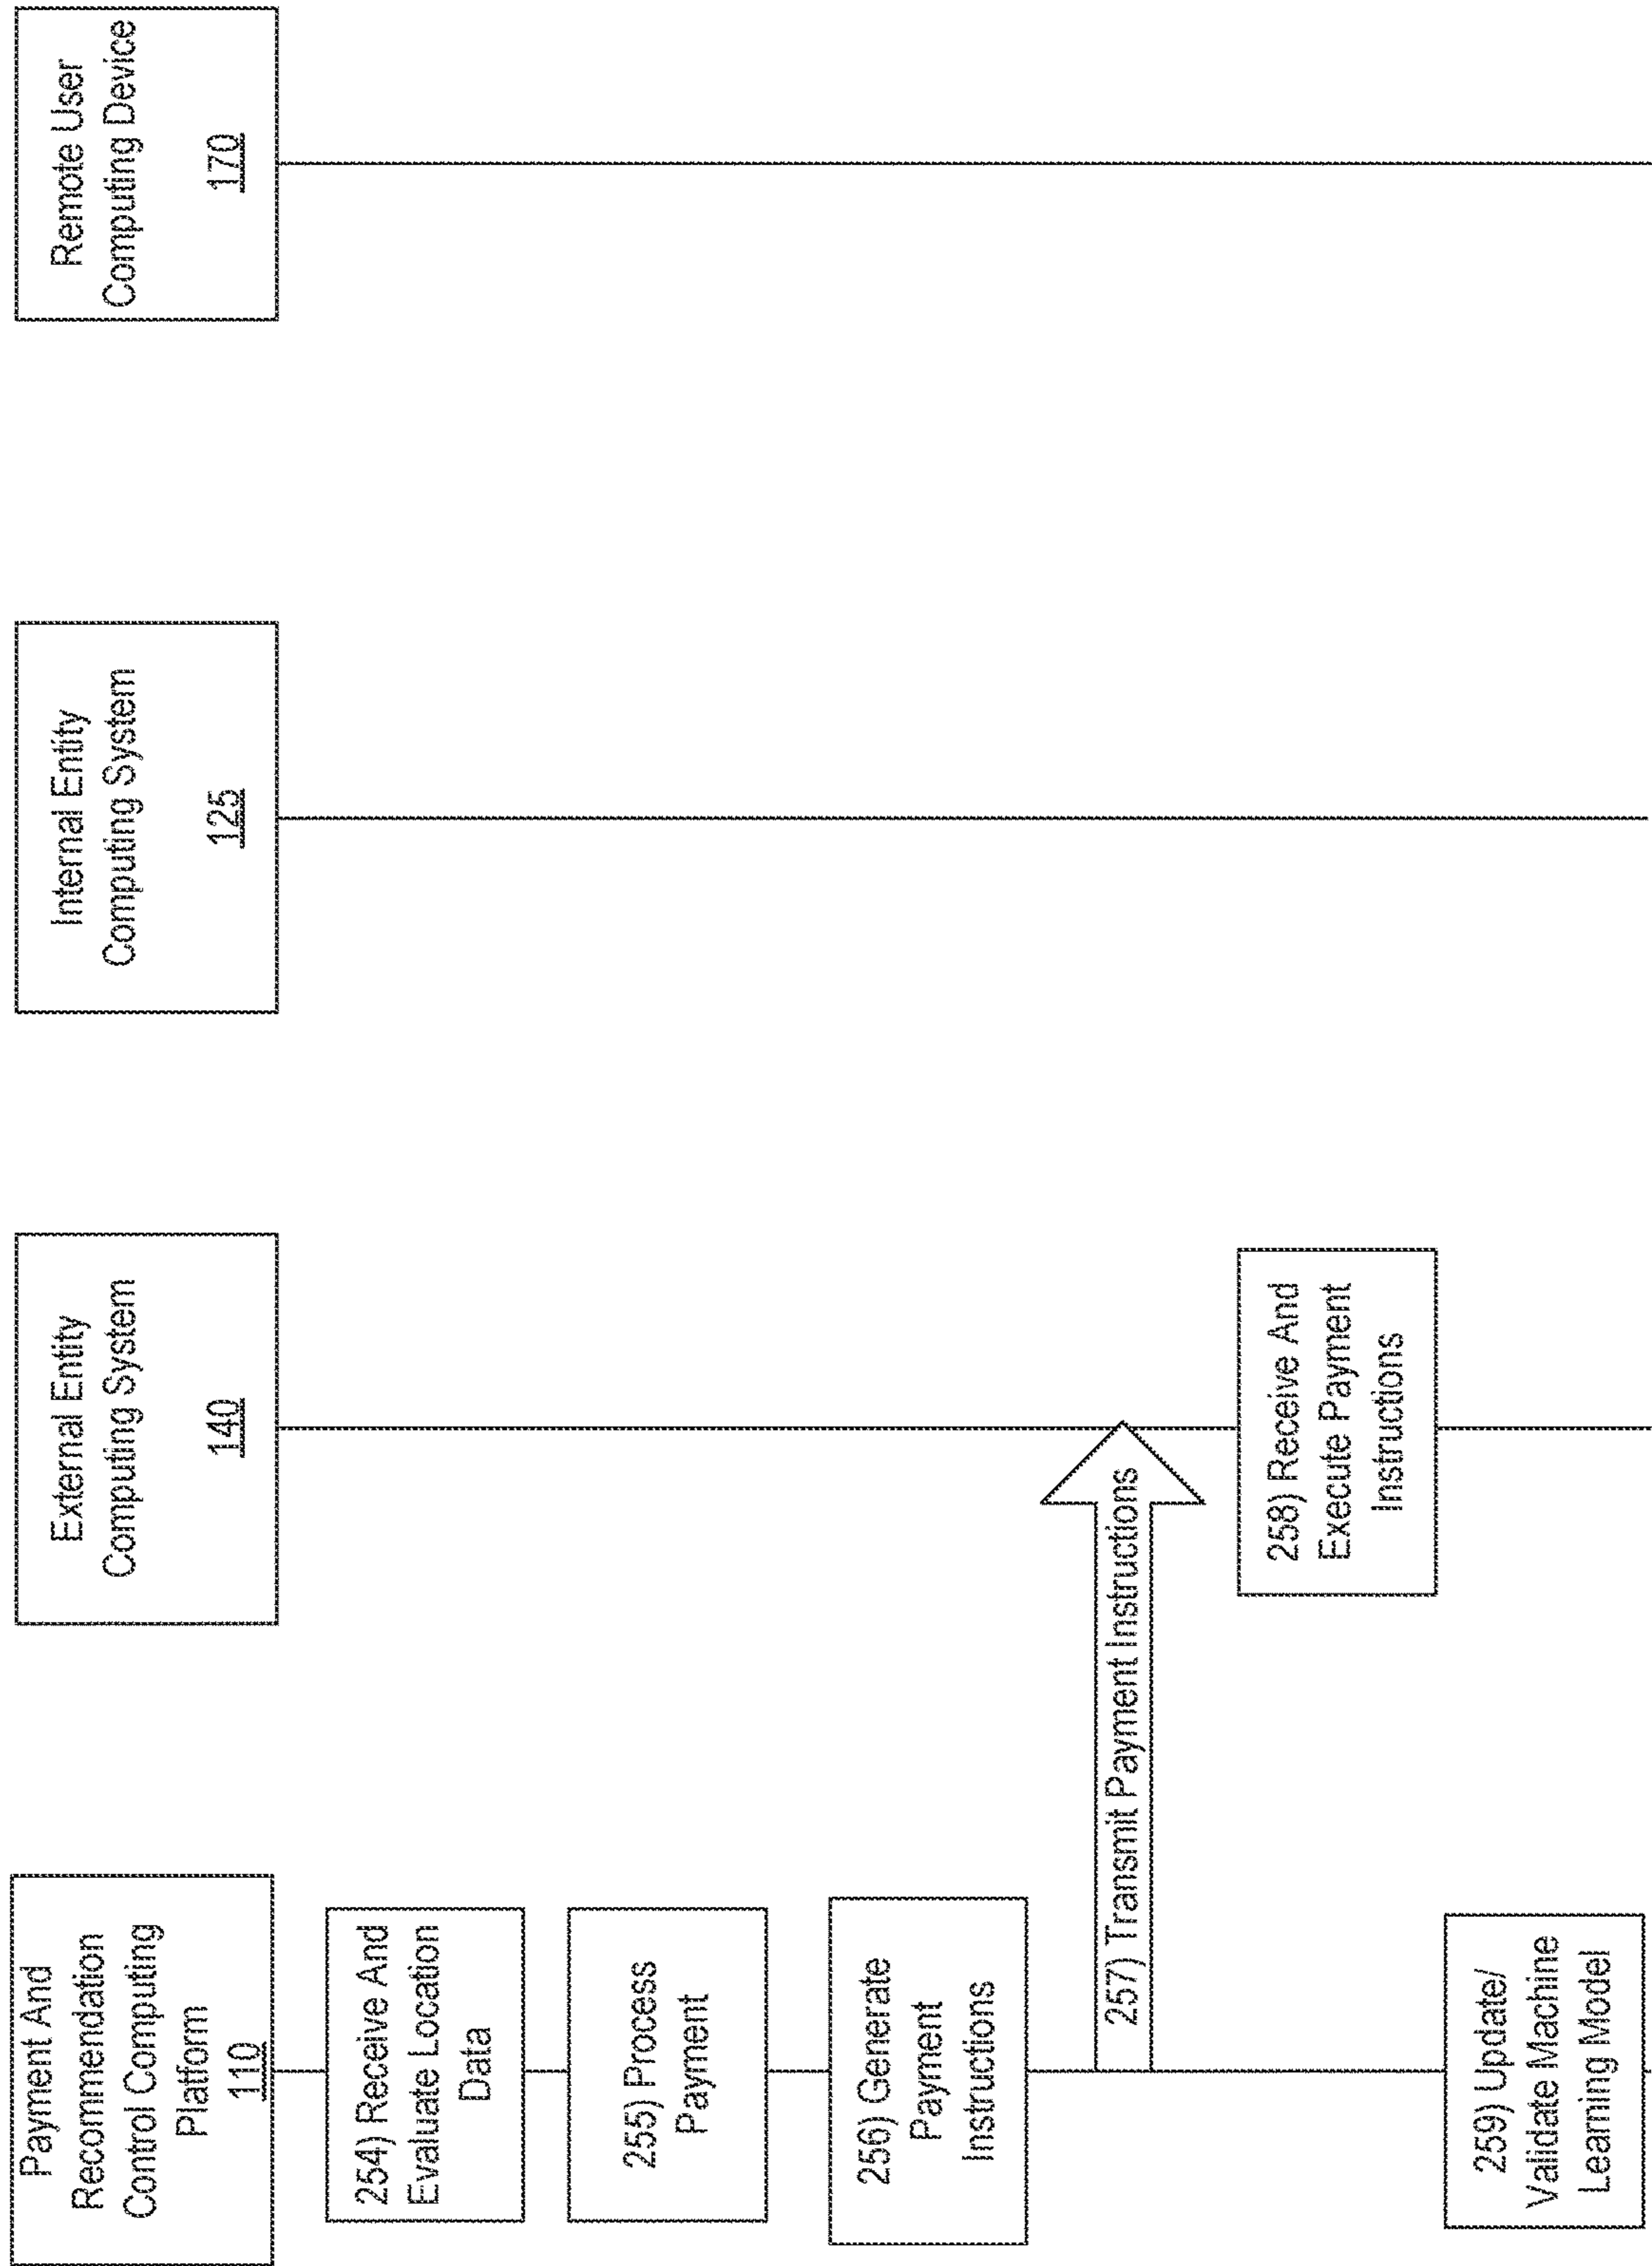 Payment And
Recommendation
Control Computing
Platform
110
External Entity
Computing System
140
Internal Entity
Computing System
125
Remote User
Computing Device
170
254) Receive And
Evaluate Location
Data
255) Process
Payment
256) Generate
Payment
Instructions
257) Transmit Payment Instructions
258) Receive And
Execute Payment
Instructions
259) Update/
Validate Machine
Learning Model